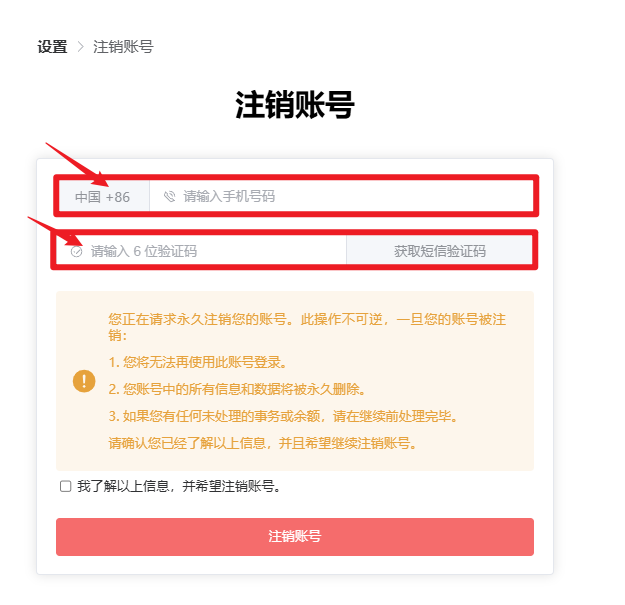 设置 > 注销账号
注销账号
中国 +86 请输入手机号码
请输入 6 位验证码 获取短信验证码
您正在请求永久注销您的账号。此操作不可逆，一旦您的账号被注
销：
1. 您将无法再使用此账号登录。
2. 您账号中的所有信息和数据将被永久删除。
3. 如果您有任何未处理的事务或余额，请在继续前处理完毕。
请确认您已经了解以上信息，并且希望继续注销账号。
我了解以上信息，并希望注销账号。
注销账号